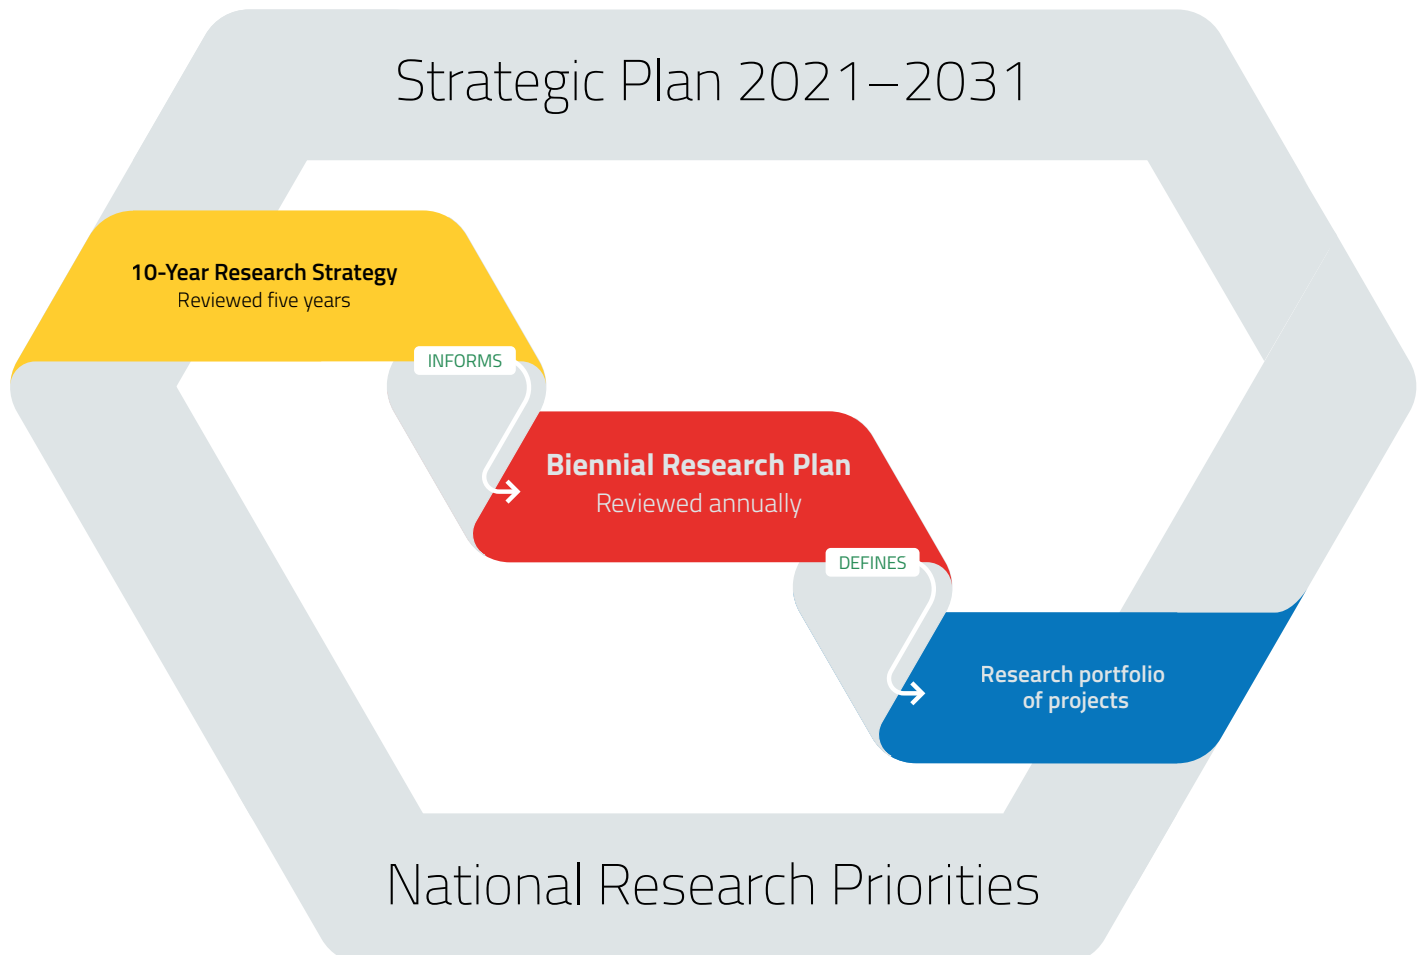 Strategic Plan 2021–2031
10-Year Research Strategy
Reviewed five years
INFORMS
Biennial Research Plan
Reviewed annually
DEFINES
Research portfolio
of projects
National Research Priorities